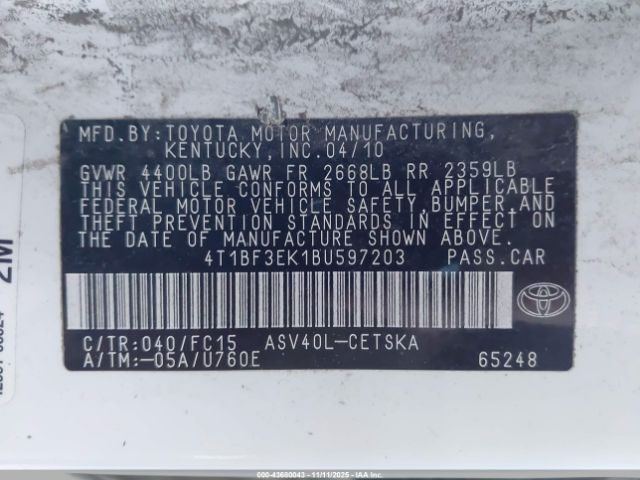 MFD. BY: TOYOTA MOTOR MANUFACTURING,
KENTUCKY, INC. 04/10
GVWR 4400LB GAWR FR 2668LB RR 2359LB
THIS VEHICLE CONFORMS TO ALL APPLICABLE
FEDERAL MOTOR VEHICLE SAFETY, BUMPER, AND
THEFT PREVENTION STANDARDS IN EFFECT ON
THE DATE OF MANUFACTURE SHOWN ABOVE.
4T1BF3EK1BU597203 PASS. CAR
C/TR: 040/FC15 ASV40L-CETSKA
A/TM: -05A/U760E 65248
2M
000-43680043 - 11/11/2025 - IAAI.com